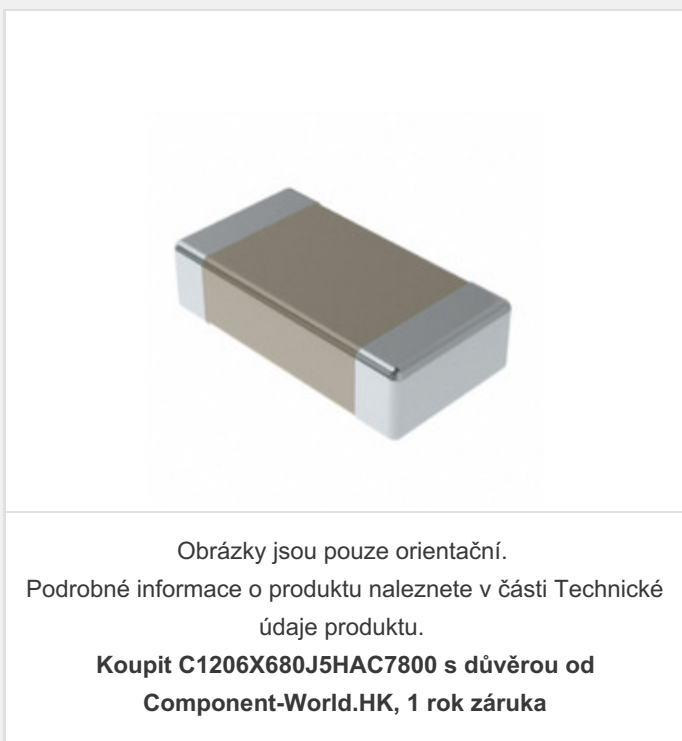 Obrázky jsou pouze orientační.
Podrobné informace o produktu naleznete v části Technické
údaje produktu.
Koupit C1206X680J5HAC7800 s důvěrou od
Component-World.HK, 1 rok záruka